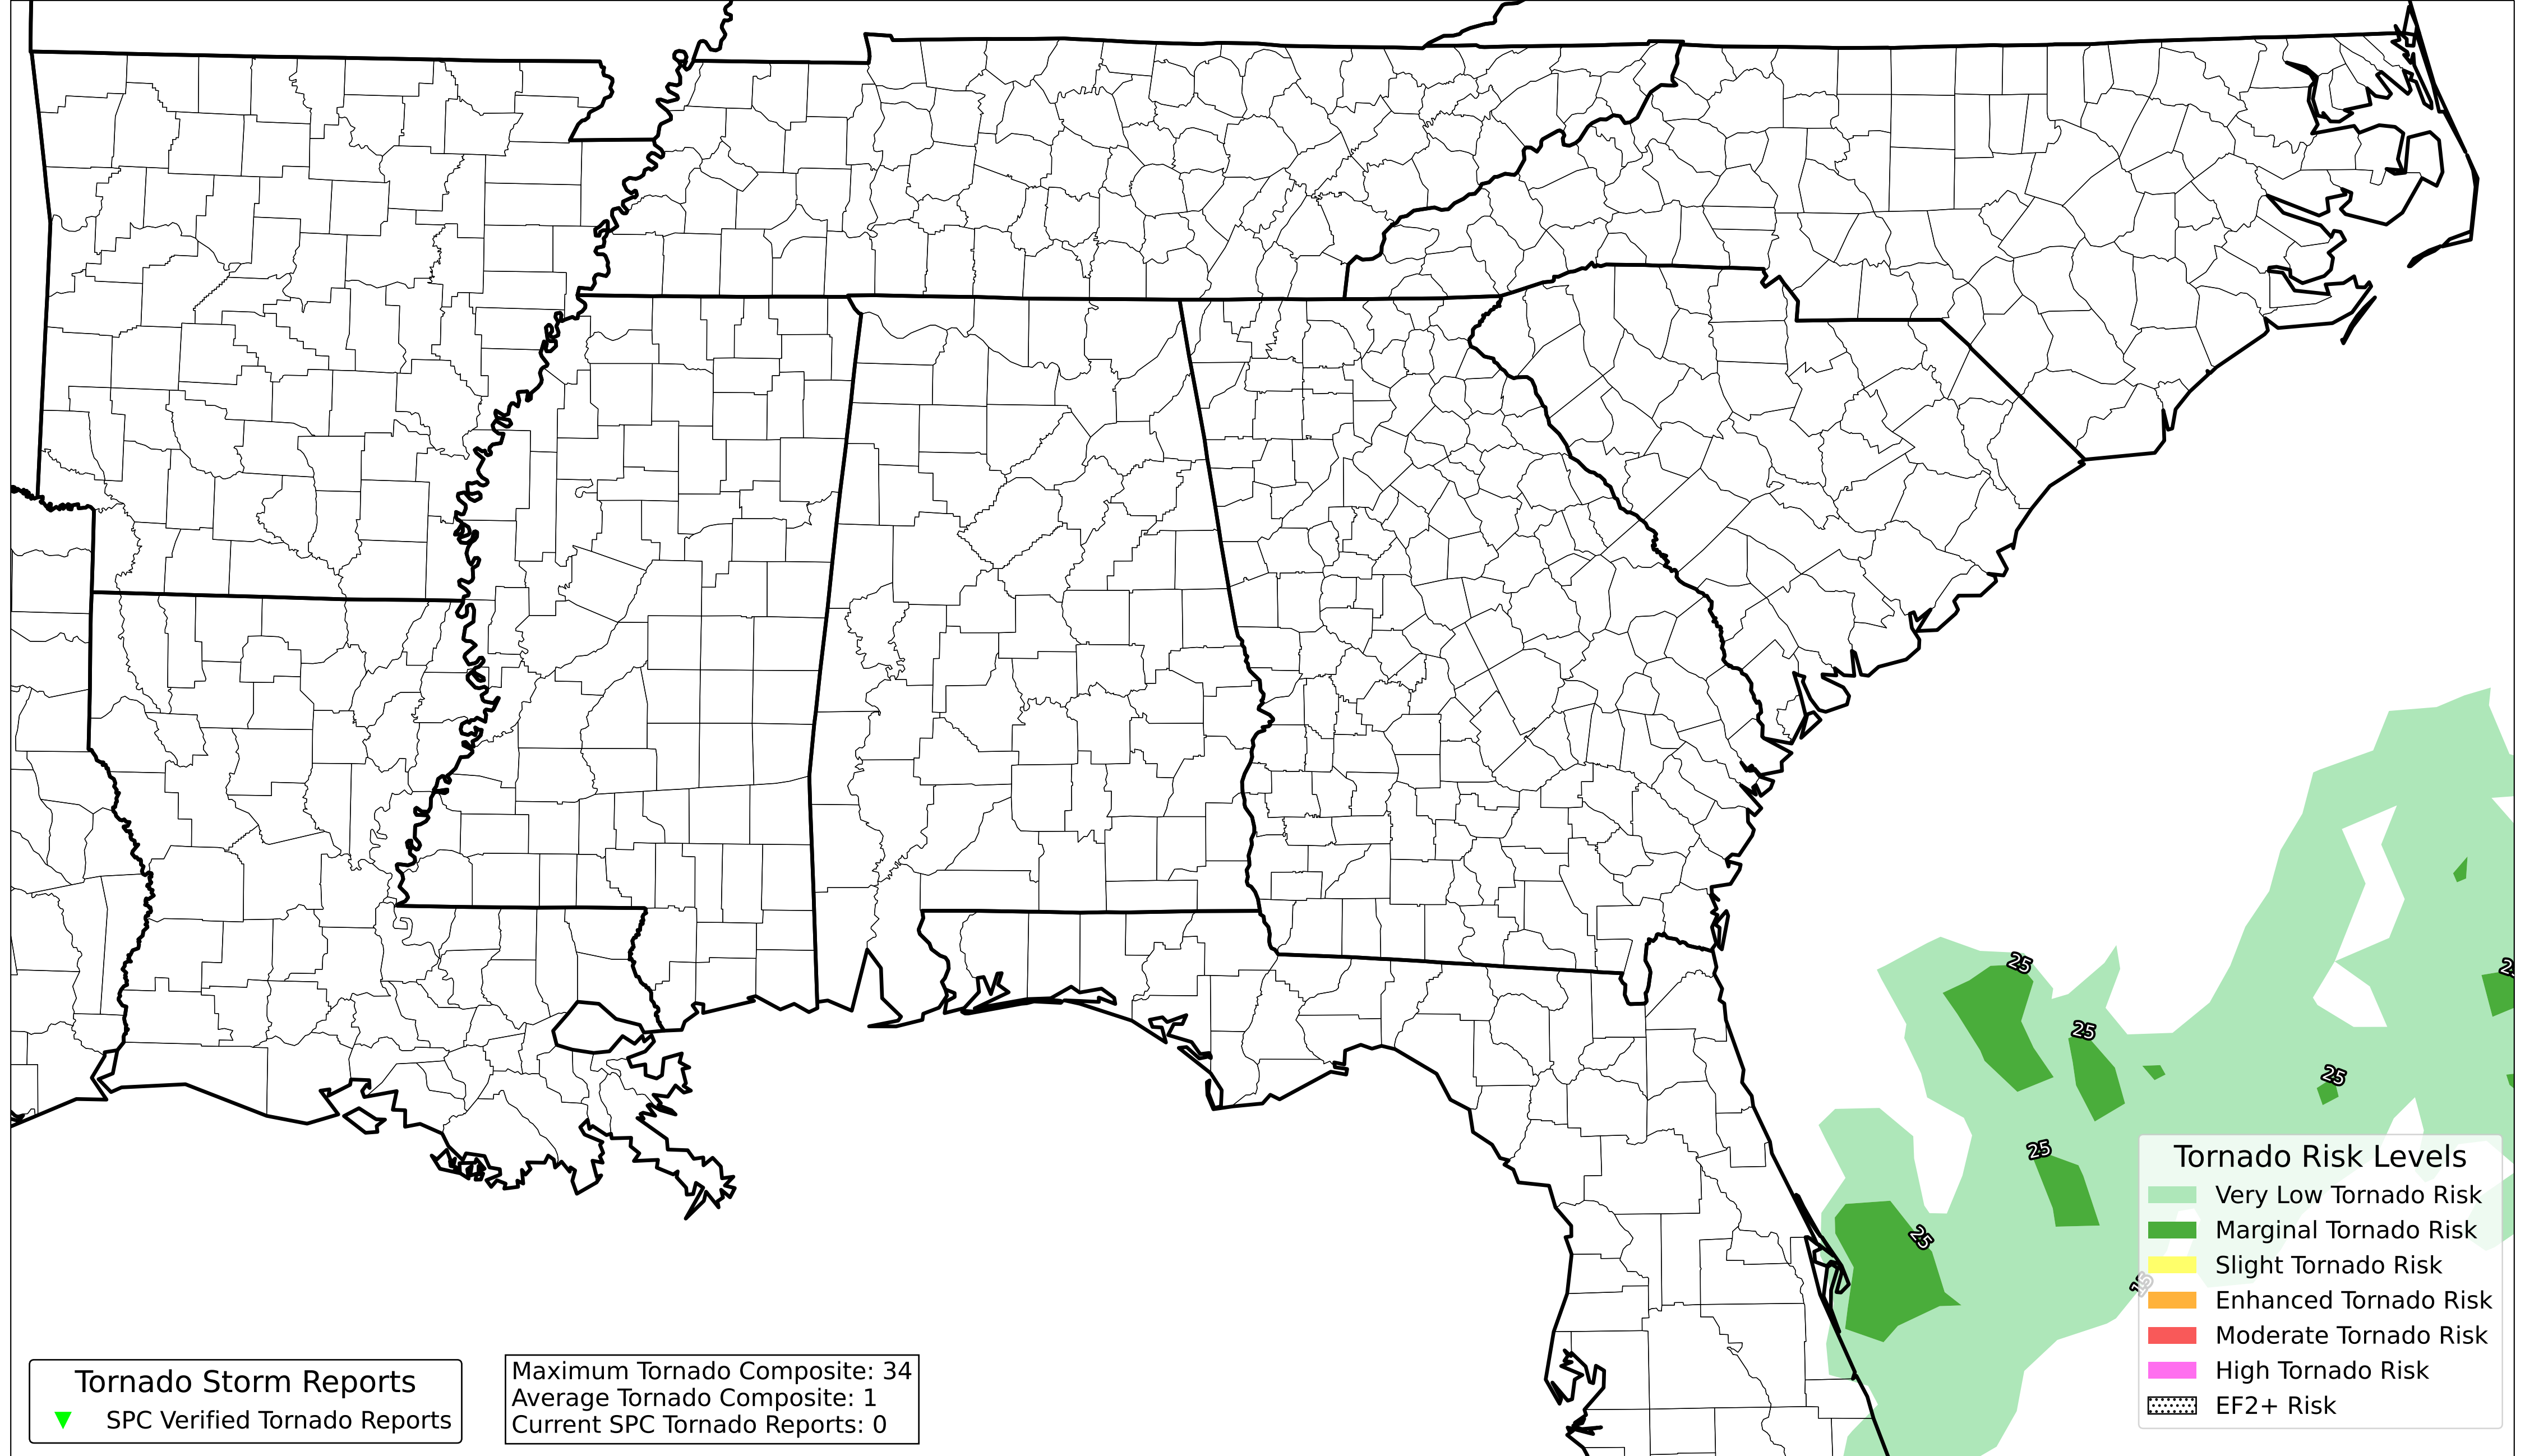 25
25
25
25
25
25
15
Tornado Risk Levels
Very Low Tornado Risk
Marginal Tornado Risk
Slight Tornado Risk
Enhanced Tornado Risk
Moderate Tornado Risk
High Tornado Risk
EF2+ Risk
Tornado Storm Reports
SPC Verified Tornado Reports
Maximum Tornado Composite: 34
Average Tornado Composite: 1
Current SPC Tornado Reports: 0